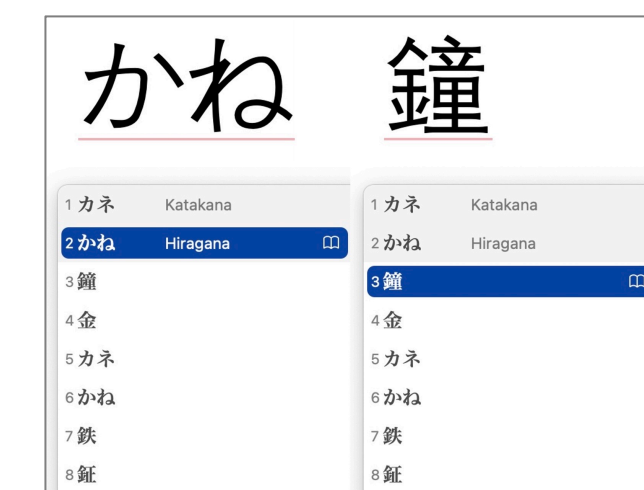 かね 鐘
1 カネ Katakana
2 かね Hiragana
3 鐘
4 金
5 カネ
6 かね
7 鉄
8 鉦
1 カネ Katakana
2 かね Hiragana
3 鐘
4 金
5 カネ
6 かね
7 鉄
8 鉦